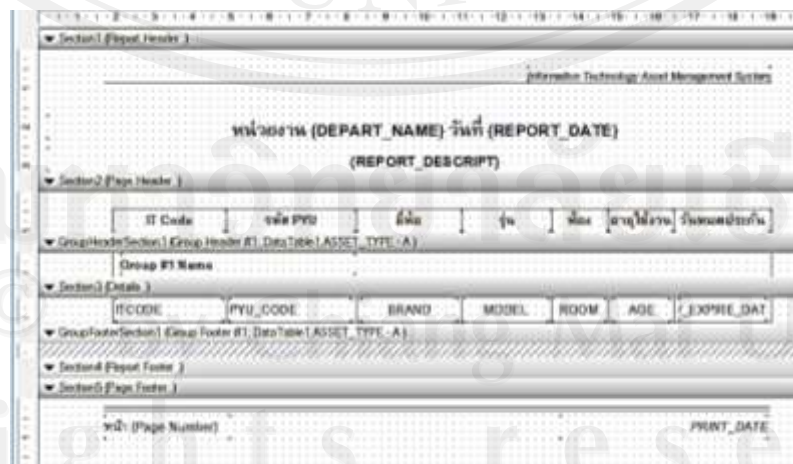 Section1 (Report Header )
Information Technology Asset Management System
หน่วยงาน {DEPART_NAME} วันที่ {REPORT_DATE}
{REPORT_DESCRIPT}
Section2 (Page Header )
IT Code รหัส PYU ยี่ห้อ รุ่น ห้อง อายุใช้งาน วันหมดประกัน
GroupHeaderSection1 (Group Header #1: DataTable1.ASSET_TYPE - A )
Group #1 Name
Section3 (Details )
ITCODE PYU_CODE BRAND MODEL ROOM AGE _EXPIRE_DAT
GroupFooterSection1 (Group Footer #1: DataTable1.ASSET_TYPE - A )
Section4 (Report Footer )
Section5 (Page Footer )
หน้า {Page Number} PRINT_DATE